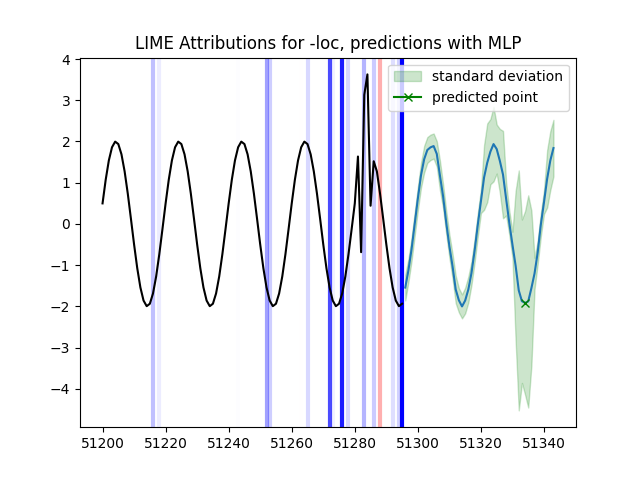 LIME Attributions for -loc, predictions with MLP
standard deviation
predicted point
4
3
2
1
0
−1
−2
−3
−4
51200 51220 51240 51260 51280 51300 51320 51340